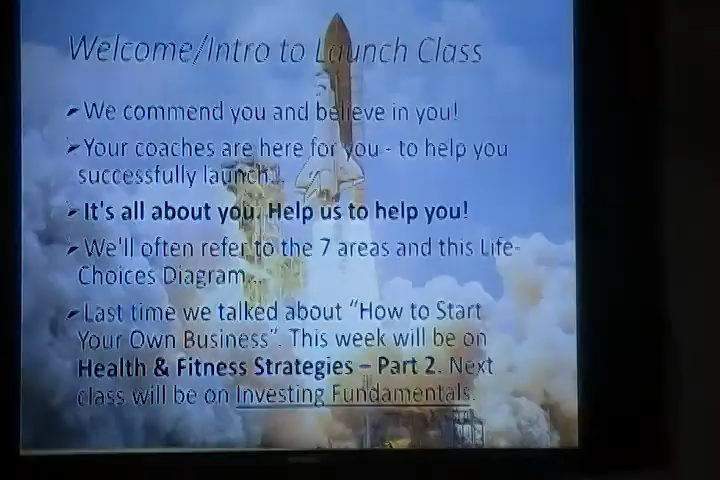 Welcome/Intro to Launch Class
We commend you and believe in you!
Your coaches are here for you - to help you
successfully launch...
It's all about you. Help us to help you!
We'll often refer to the 7 areas and this Life-
Choices Diagram...
Last time we talked about “How to Start
Your Own Business”. This week will be on
Health & Fitness Strategies – Part 2. Next
class will be on Investing Fundamentals.